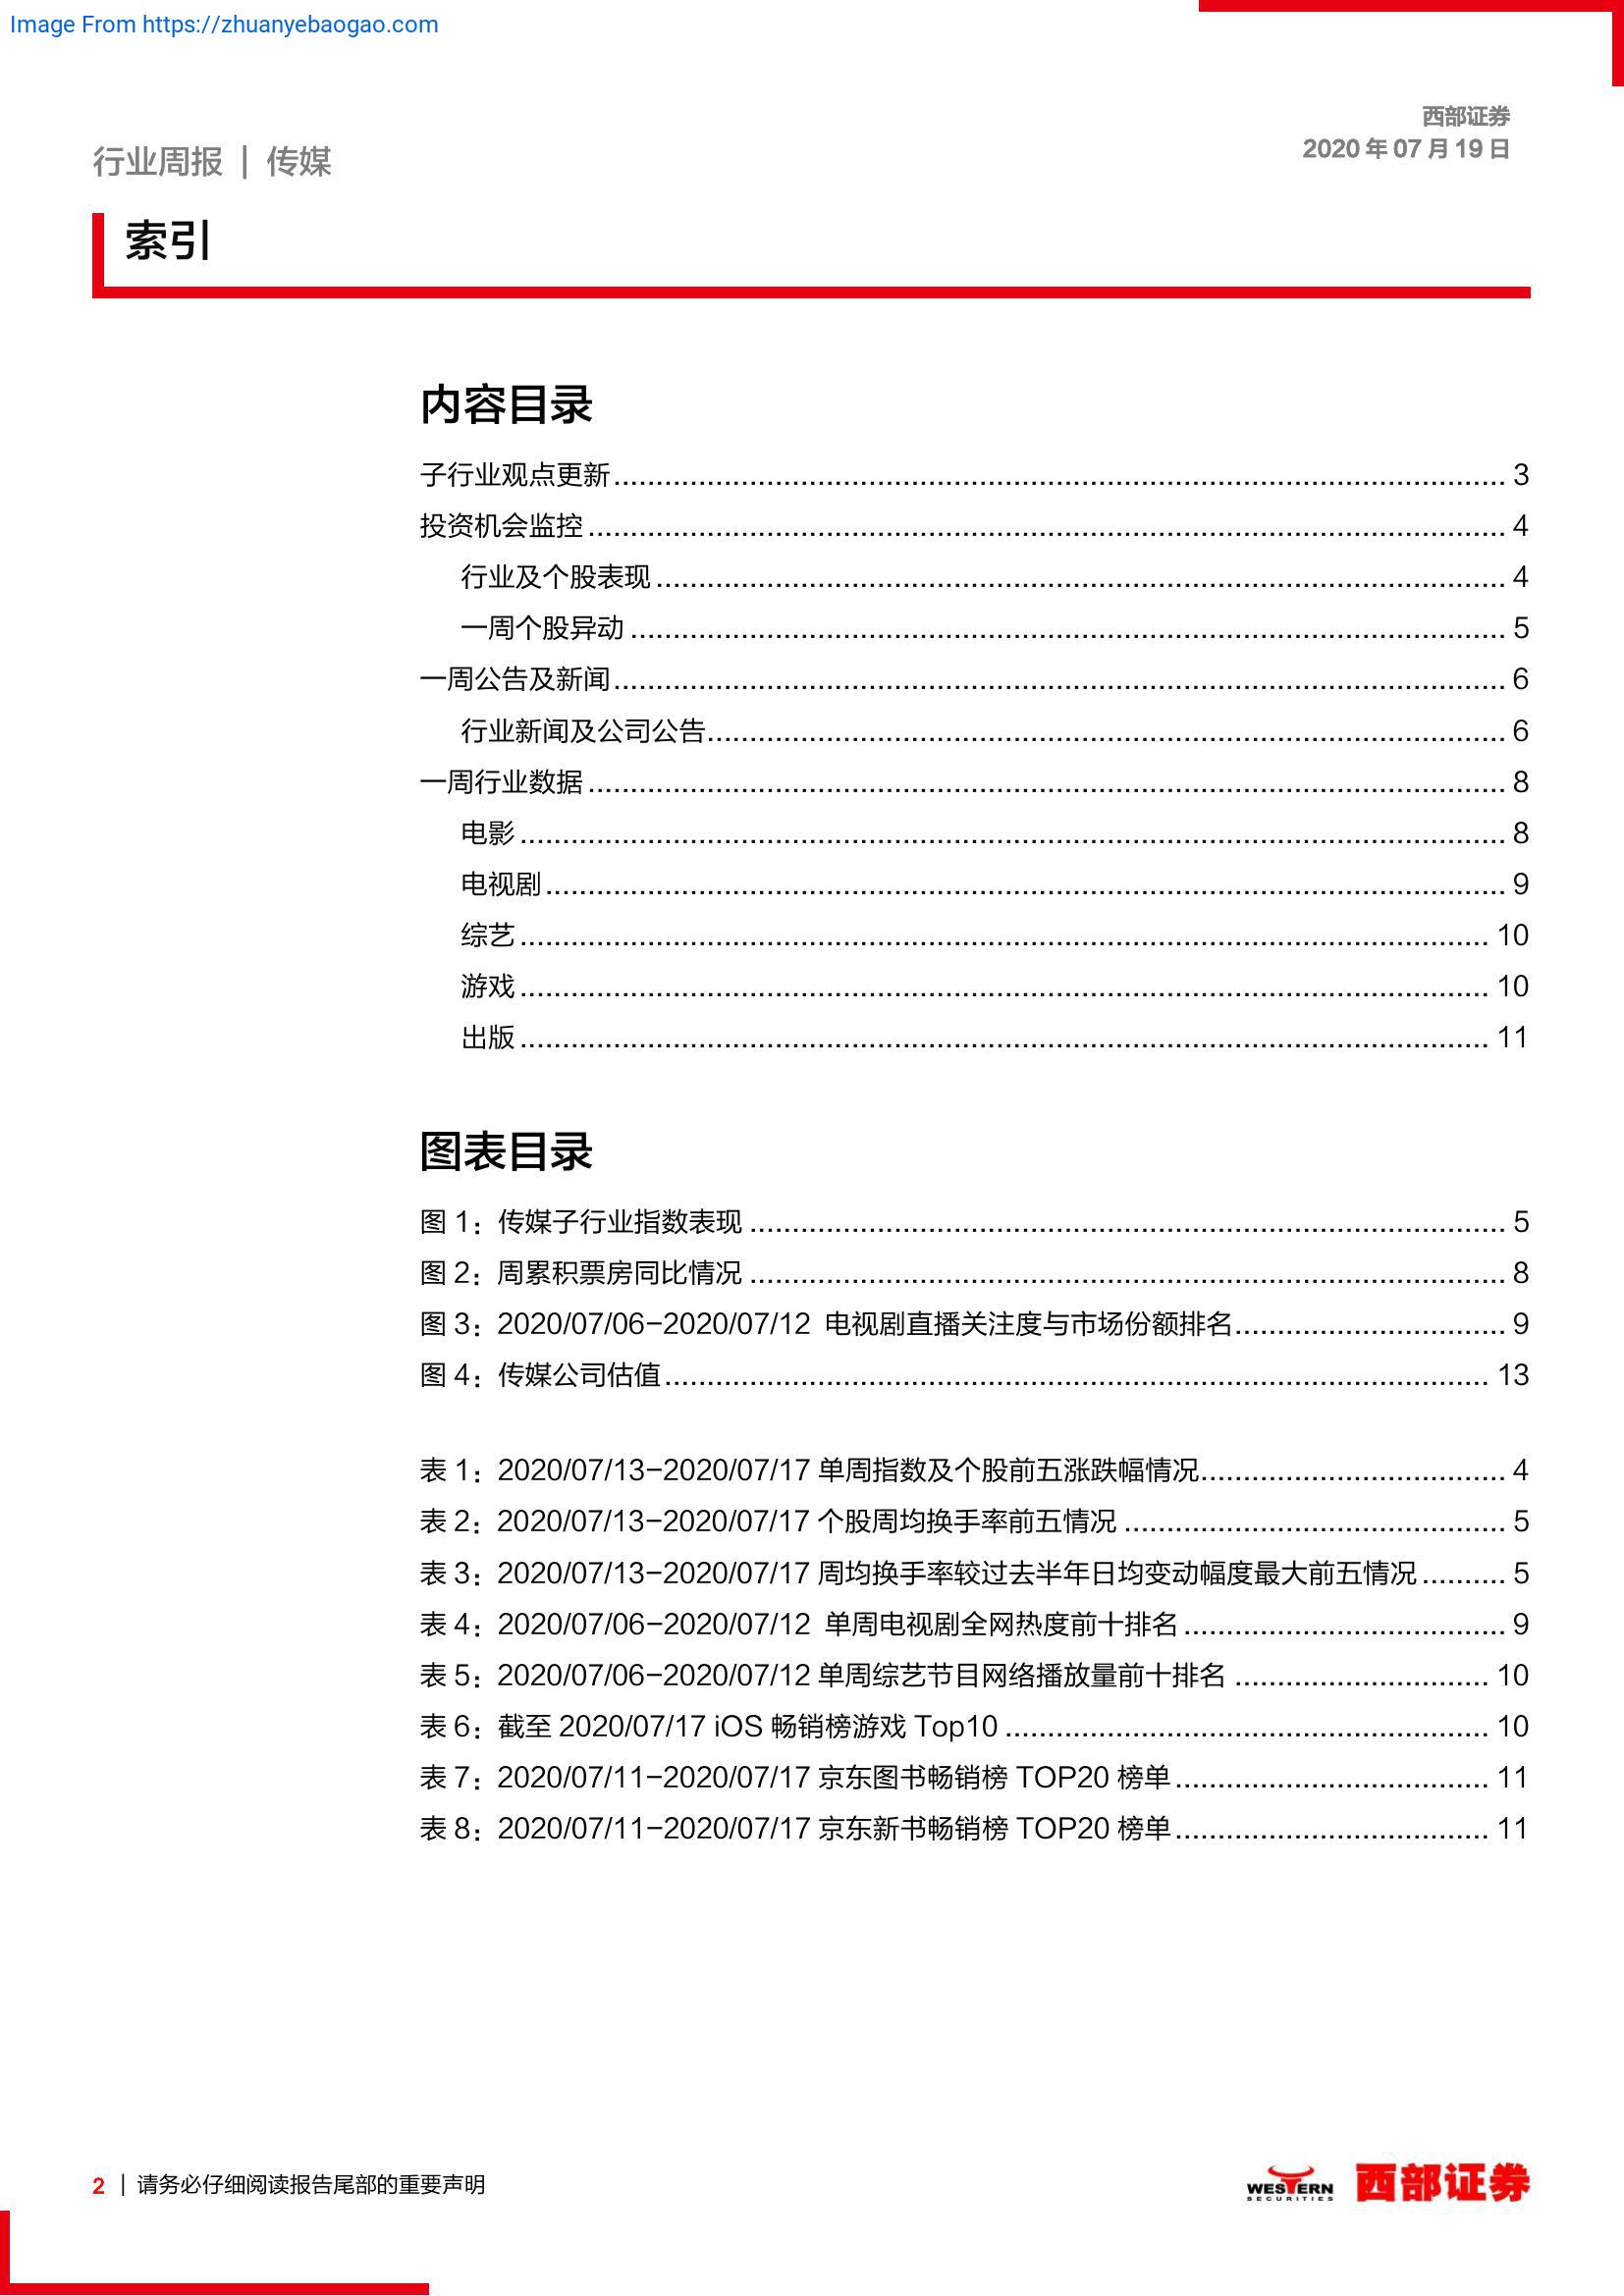 Image From https://zhuanyebaogao.com
西部证券
2020 年 07 月 19 日
行业周报 | 传媒
索引
内容目录
子行业观点更新 3
投资机会监控 4
行业及个股表现 4
一周个股异动 5
一周公告及新闻 6
行业新闻及公司公告 6
一周行业数据 8
电影 8
电视剧 9
综艺 10
游戏 10
出版 11
图表目录
图 1：传媒子行业指数表现 5
图 2：周累积票房同比情况 8
图 3：2020/07/06-2020/07/12 电视剧直播关注度与市场份额排名 9
图 4：传媒公司估值 13
表 1：2020/07/13-2020/07/17 单周指数及个股前五涨跌幅情况 4
表 2：2020/07/13-2020/07/17 个股周均换手率前五情况 5
表 3：2020/07/13-2020/07/17 周均换手率较过去半年日均变动幅度最大前五情况 5
表 4：2020/07/06-2020/07/12 单周电视剧全网热度前十排名 9
表 5：2020/07/06-2020/07/12 单周综艺节目网络播放量前十排名 10
表 6：截至 2020/07/17 iOS 畅销榜游戏 Top10 10
表 7：2020/07/11-2020/07/17 京东图书畅销榜 TOP20 榜单 11
表 8：2020/07/11-2020/07/17 京东新书畅销榜 TOP20 榜单 11
2 | 请务必仔细阅读报告尾部的重要声明
WESTERN
SECURITIES
西部证券